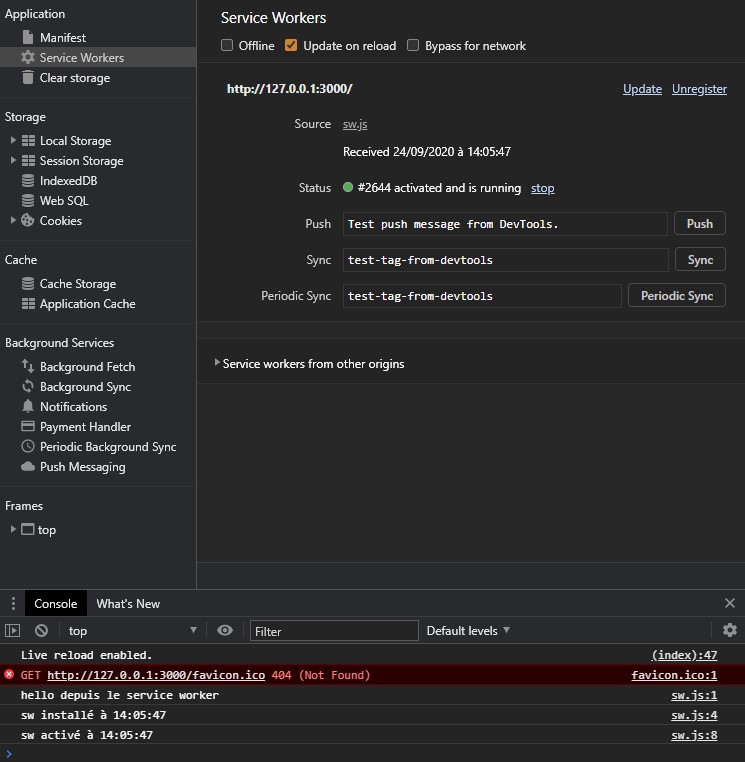 Application
Manifest
Service Workers
Clear storage
Storage
Local Storage
Session Storage
IndexedDB
Web SQL
Cookies
Cache
Cache Storage
Application Cache
Background Services
Background Fetch
Background Sync
Notifications
Payment Handler
Periodic Background Sync
Push Messaging
Frames
top
Service Workers
Offline Update on reload Bypass for network
http://127.0.0.1:3000/ Update Unregister
Source sw.js
Received 24/09/2020 à 14:05:47
Status #2644 activated and is running stop
Push Test push message from DevTools. Push
Sync test-tag-from-devtools Sync
Periodic Sync test-tag-from-devtools Periodic Sync
Service workers from other origins
Console What's New
top Filter Default levels
Live reload enabled. (index):47
GET http://127.0.0.1:3000/favicon.ico 404 (Not Found) favicon.ico:1
hello depuis le service worker sw.js:1
sw installé à 14:05:47 sw.js:4
sw activé à 14:05:47 sw.js:8